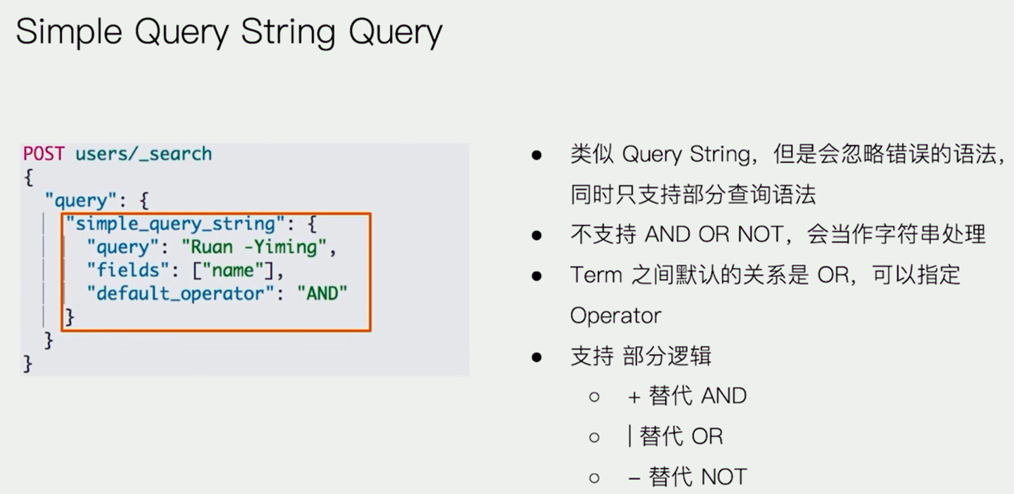 Simple Query String Query
POST users/_search
{
"query": {
"simple_query_string": {
"query": "Ruan -Yiming",
"fields": ["name"],
"default_operator": "AND"
}
}
}
● 类似 Query String，但是会忽略错误的语法，
同时只支持部分查询语法
● 不支持 AND OR NOT，会当作字符串处理
● Term 之间默认的关系是 OR，可以指定
Operator
● 支持 部分逻辑
○ + 替代 AND
○ | 替代 OR
○ – 替代 NOT